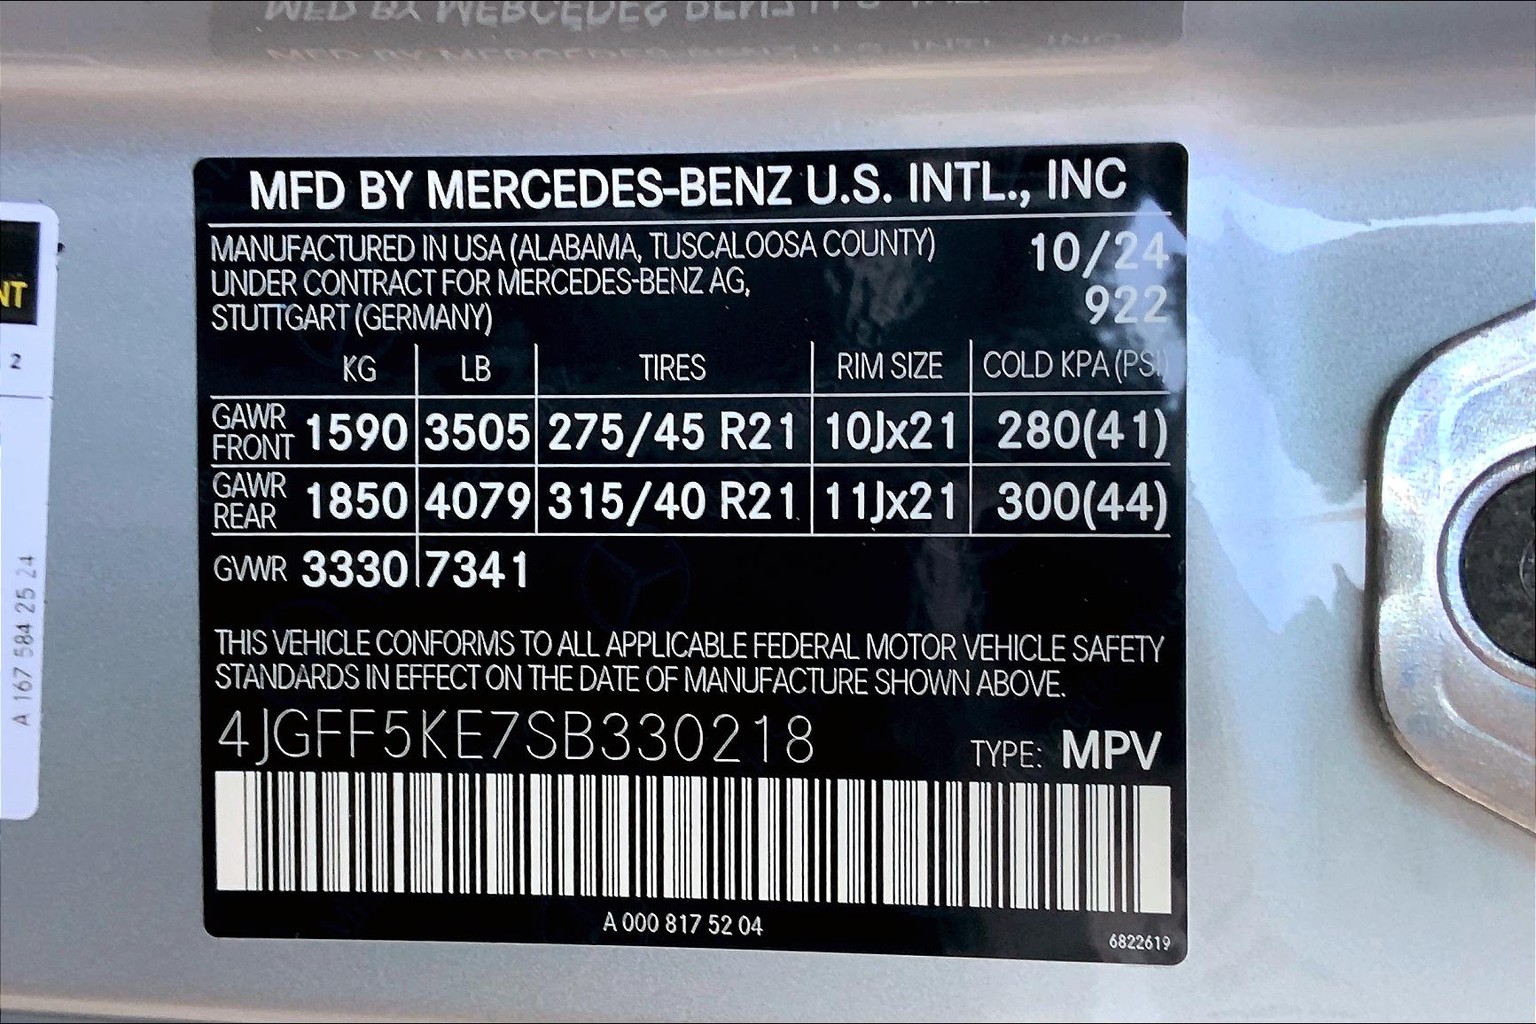 MFD BY MERCEDES-BENZ U.S. INTL., INC
MANUFACTURED IN USA (ALABAMA, TUSCALOOSA COUNTY) 10/24
UNDER CONTRACT FOR MERCEDES-BENZ AG, 922
STUTTGART (GERMANY)
KG LB TIRES RIM SIZE COLD KPA (PSI)
GAWR FRONT 1590 3505 275/45 R21 10Jx21 280(41)
GAWR REAR 1850 4079 315/40 R21 11Jx21 300(44)
GVWR 3330 7341
THIS VEHICLE CONFORMS TO ALL APPLICABLE FEDERAL MOTOR VEHICLE SAFETY
STANDARDS IN EFFECT ON THE DATE OF MANUFACTURE SHOWN ABOVE.
4JGFF5KE7SB330218 TYPE: MPV
A 000 817 52 04
6822619
NT
2
A 167 584 25 24